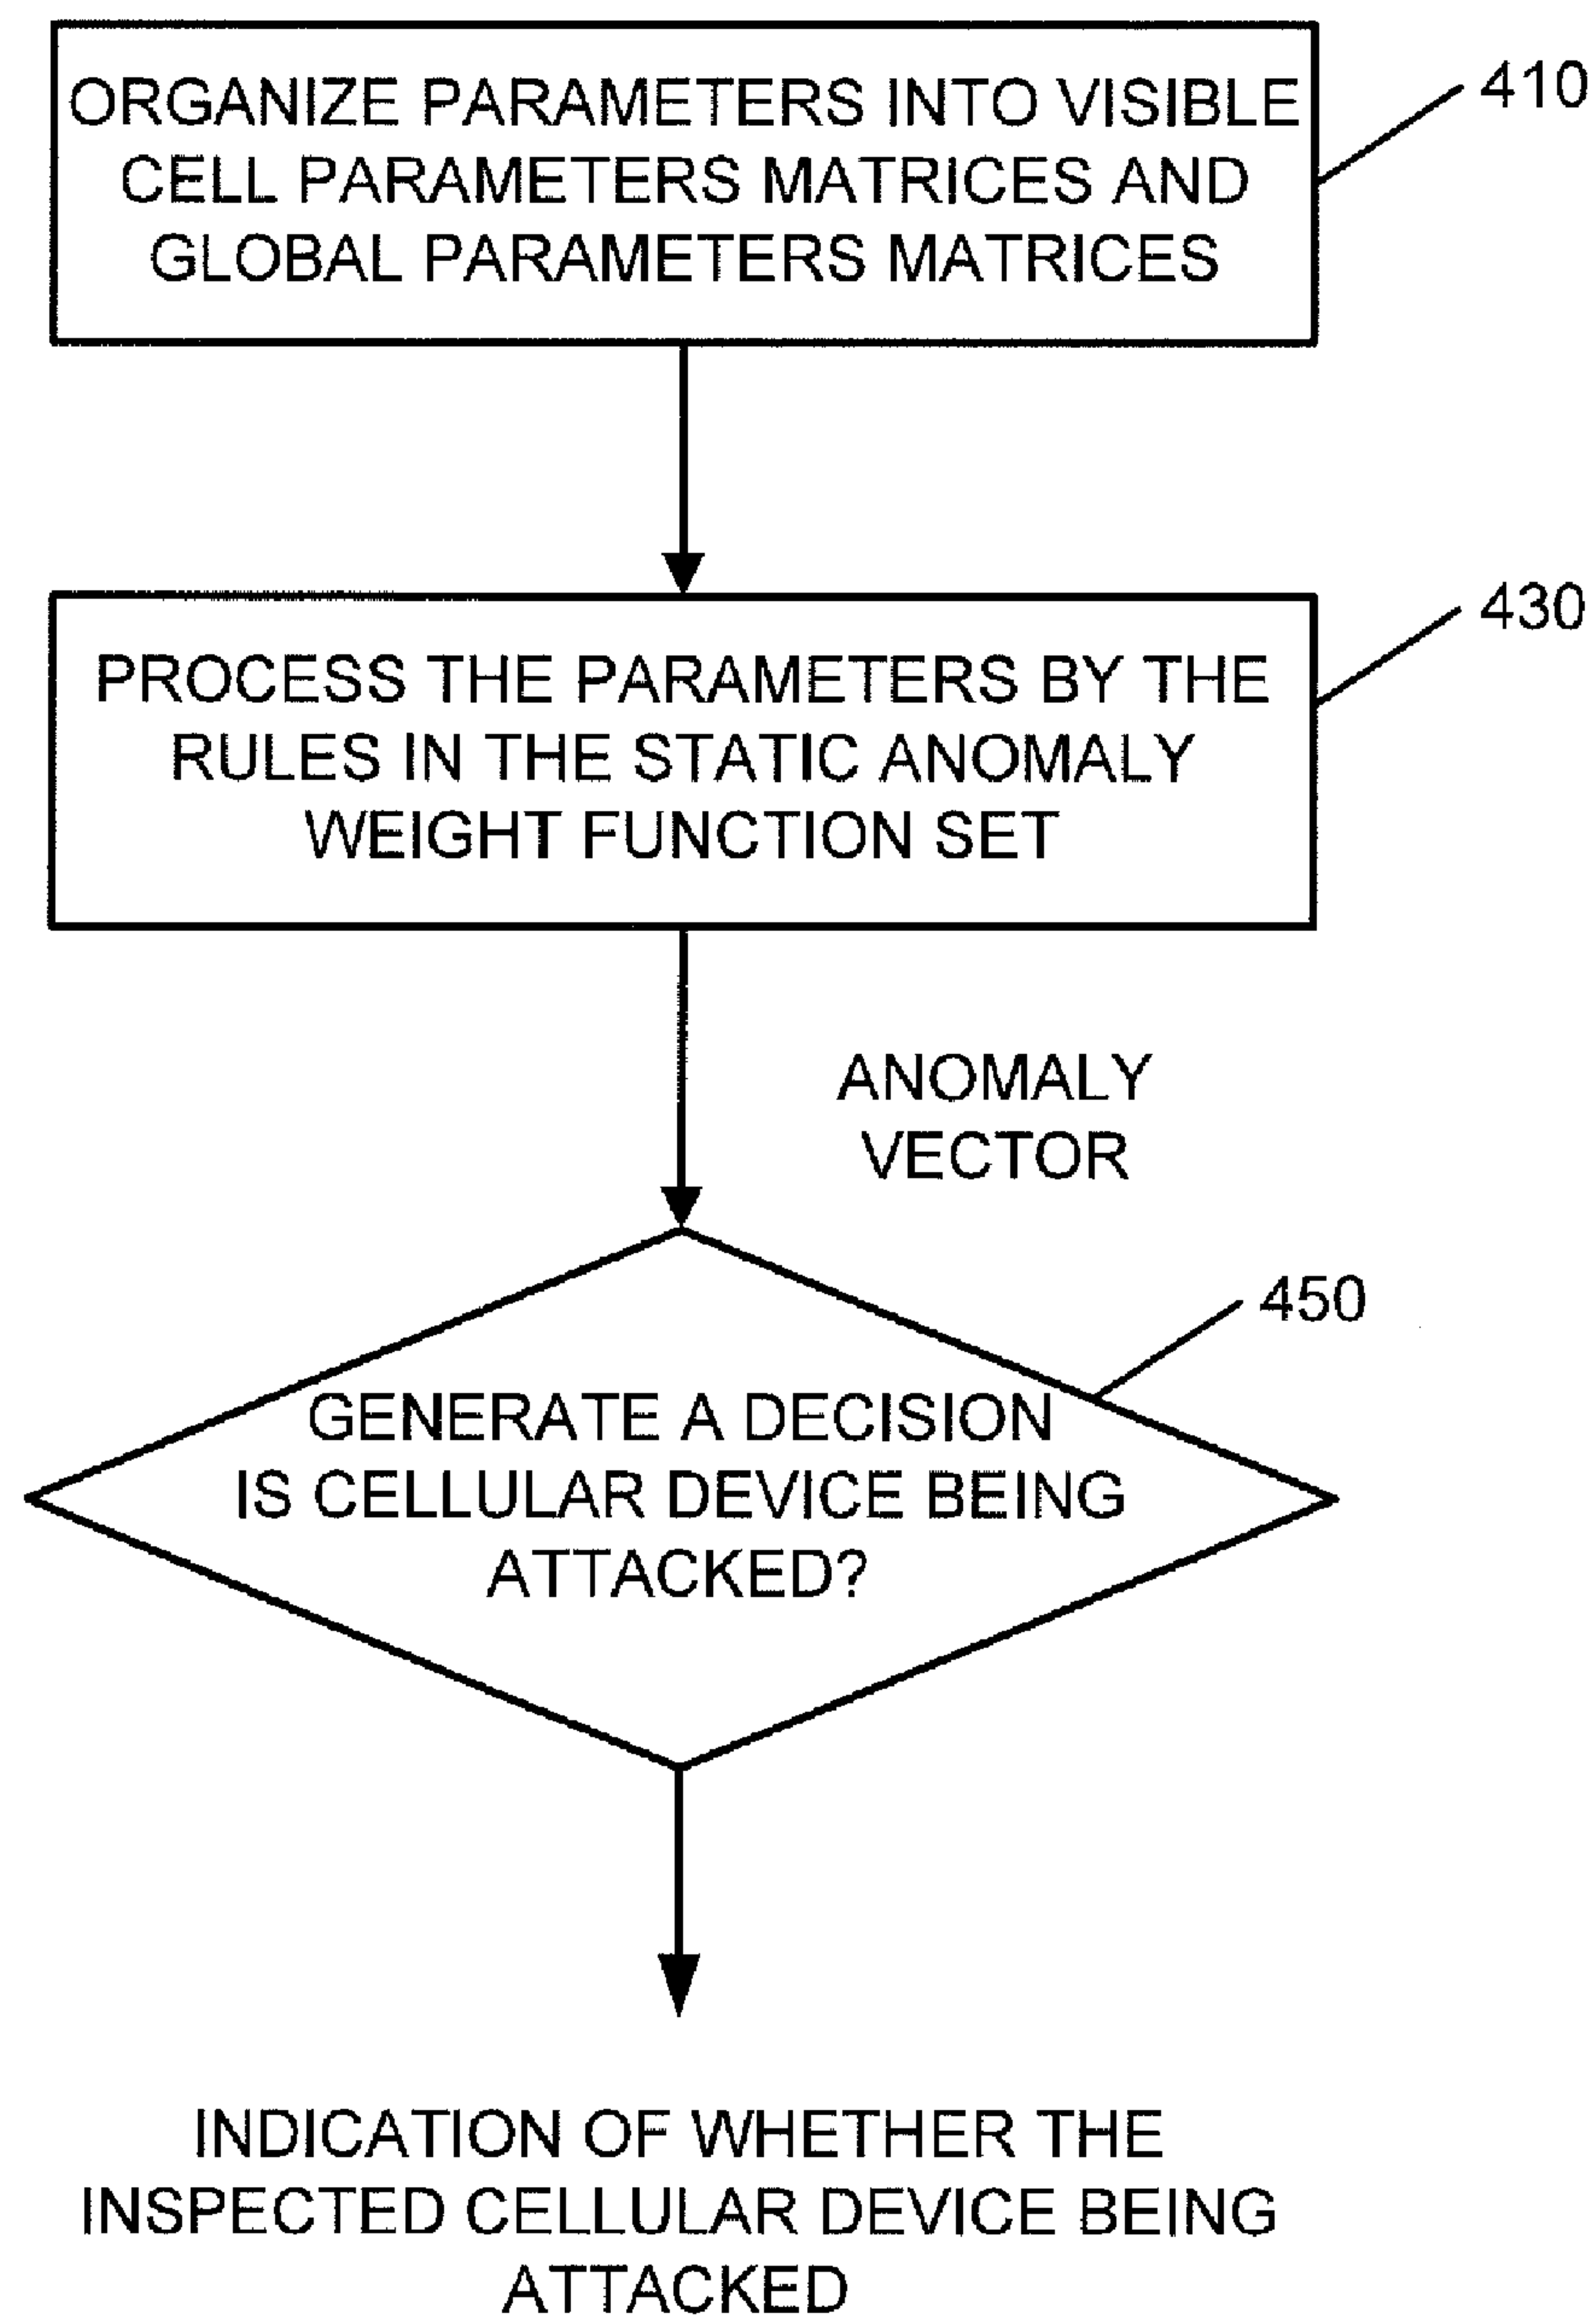 ORGANIZE PARAMETERS INTO VISIBLE
CELL PARAMETERS MATRICES AND
GLOBAL PARAMETERS MATRICES
410
PROCESS THE PARAMETERS BY THE
RULES IN THE STATIC ANOMALY
WEIGHT FUNCTION SET
430
ANOMALY
VECTOR
450
GENERATE A DECISION
IS CELLULAR DEVICE BEING
ATTACKED?
INDICATION OF WHETHER THE
INSPECTED CELLULAR DEVICE BEING
ATTACKED